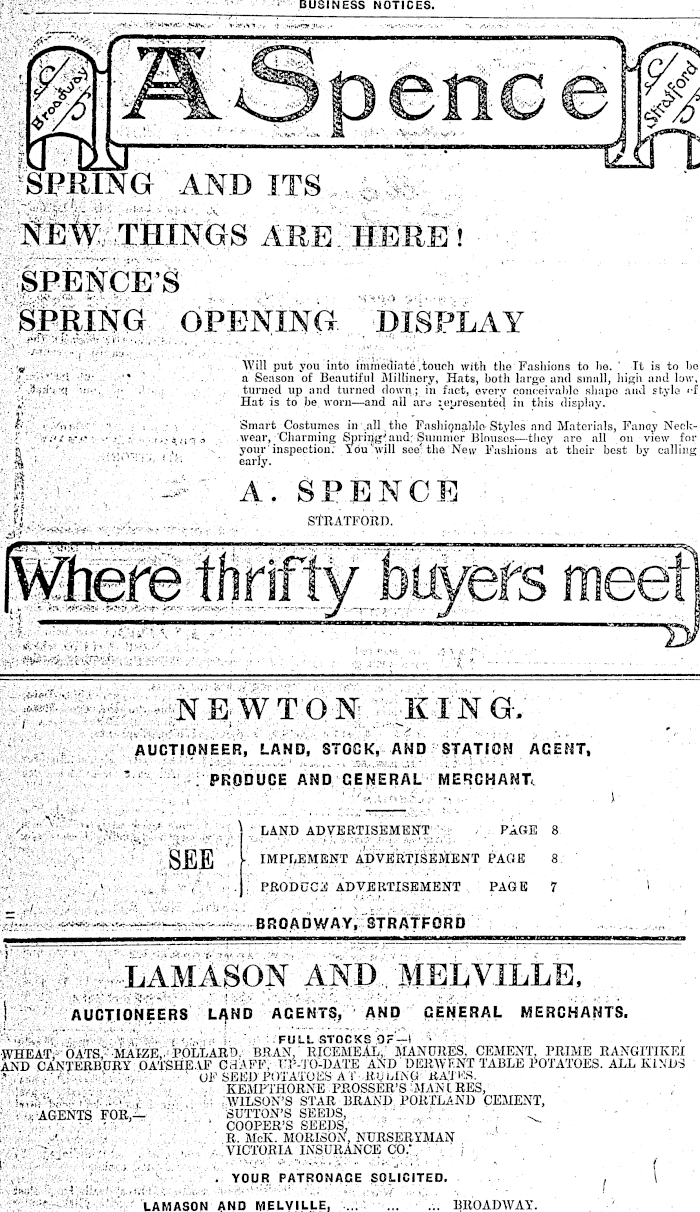 BUSINESS NOTICES.
Broadway
A Spence
Stratford
SPRING AND ITS
NEW THINGS ARE HERE!
SPENCE'S
SPRING OPENING DISPLAY
Will put you into immediate touch with the Fashions to be. It is to be
a Season of Beautiful Millinery, Hats, both large and small, high and low,
turned up and turned down; in fact, every conceivable shape and style of
Hat is to be worn—and all are represented in this display.
Smart Costumes in all the Fashionable Styles and Materials, Fancy Neck-
wear, Charming Spring and Summer Blouses—they are all on view for
your inspection. You will see the New Fashions at their best by calling
early.
A. SPENCE
STRATFORD.
Where thrifty buyers meet
NEWTON KING.
AUCTIONEER, LAND, STOCK, AND STATION AGENT,
PRODUCE AND GENERAL MERCHANT.
SEE
LAND ADVERTISEMENT PAGE 8
IMPLEMENT ADVERTISEMENT PAGE 8
PRODUCE ADVERTISEMENT PAGE 7
BROADWAY, STRATFORD
LAMASON AND MELVILLE,
AUCTIONEERS LAND AGENTS, AND GENERAL MERCHANTS.
FULL STOCKS OF—
WHEAT, OATS, MAIZE, POLLARD, BRAN, RICEMEAL, MANURES, CEMENT, PRIME RANGITIKEI
AND CANTERBURY OATSHEAF CHAFF, UP-TO-DATE AND DERWENT TABLE POTATOES. ALL KINDS
OF SEED POTATOES AT RULING RATES.
KEMPTHORNE PROSSER'S MANURES,
WILSON'S STAR BRAND PORTLAND CEMENT,
AGENTS FOR,— SUTTON'S SEEDS,
COOPER'S SEEDS,
R. McK. MORISON, NURSERYMAN
VICTORIA INSURANCE CO.
YOUR PATRONAGE SOLICITED.
LAMASON AND MELVILLE, ... ... ... BROADWAY.